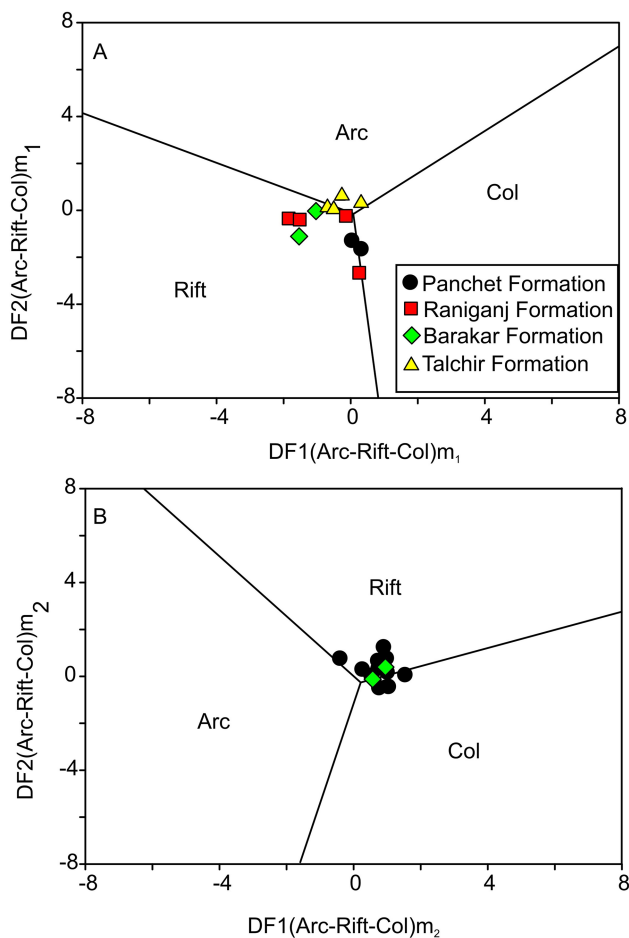 A
8
4
0
-4
-8
DF2(Arc-Rift-Col)m1
Arc
Col
Rift
Panchet Formation
Raniganj Formation
Barakar Formation
Talchir Formation
-8 -4 0 4 8
DF1(Arc-Rift-Col)m1
B
8
4
0
-4
-8
DF2(Arc-Rift-Col)m2
Rift
Arc
Col
-8 -4 0 4 8
DF1(Arc-Rift-Col)m2